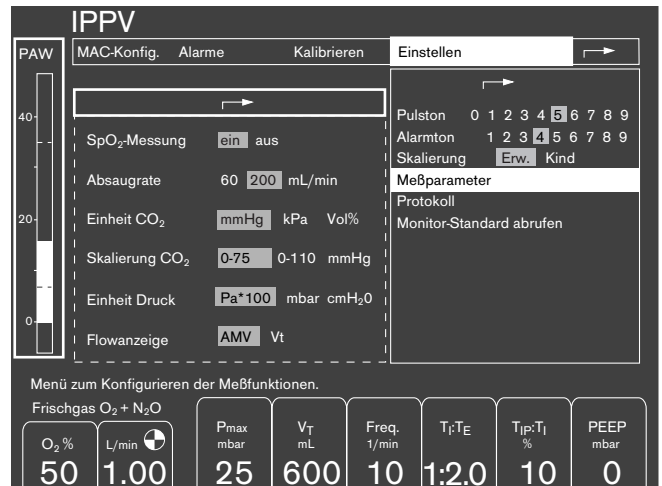 IPPV
PAW
MAC-Konfig. Alarme Kalibrieren Einstellen
40
20
0
SpO₂-Messung ein aus
Absaugrate 60 200 mL/min
Einheit CO₂ mmHg kPa Vol%
Skalierung CO₂ 0-75 0-110 mmHg
Einheit Druck Pa*100 mbar cmH₂0
Flowanzeige AMV Vt
Pulston 0 1 2 3 4 5 6 7 8 9
Alarmton 1 2 3 4 5 6 7 8 9
Skalierung Erw. Kind
Meßparameter
Protokoll
Monitor-Standard abrufen
Menü zum Konfigurieren der Meßfunktionen.
Frischgas O₂ + N₂O
O₂ % L/min
50 1.00
Pmax VT Freq. TI:TE TIP:TI PEEP
mbar mL 1/min % mbar
25 600 10 1:2.0 10 0